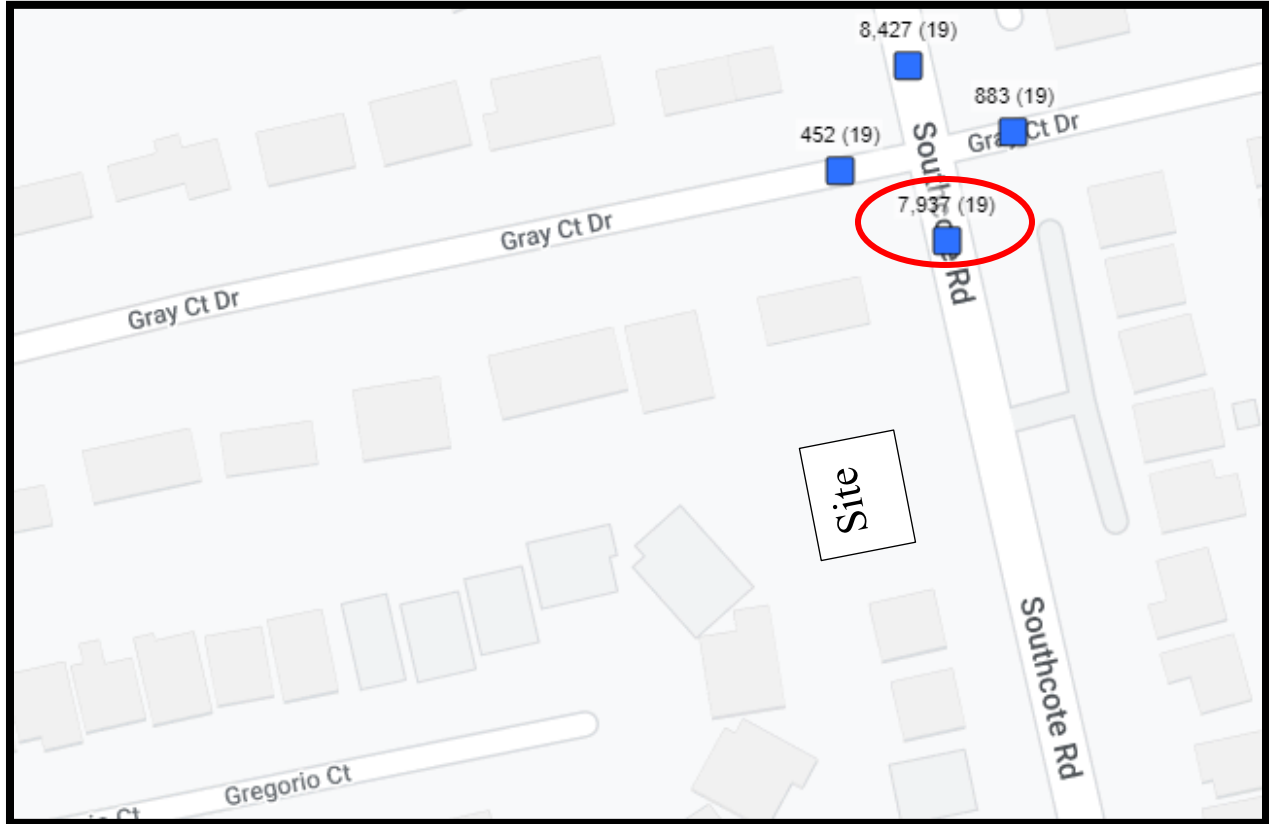 8,427 (19)
883 (19)
452 (19)
Gray Ct Dr
Southcote Rd
7,937 (19)
Gray Ct Dr
Gray Ct Dr
Site
Southcote Rd
Gregorio Ct
Ct